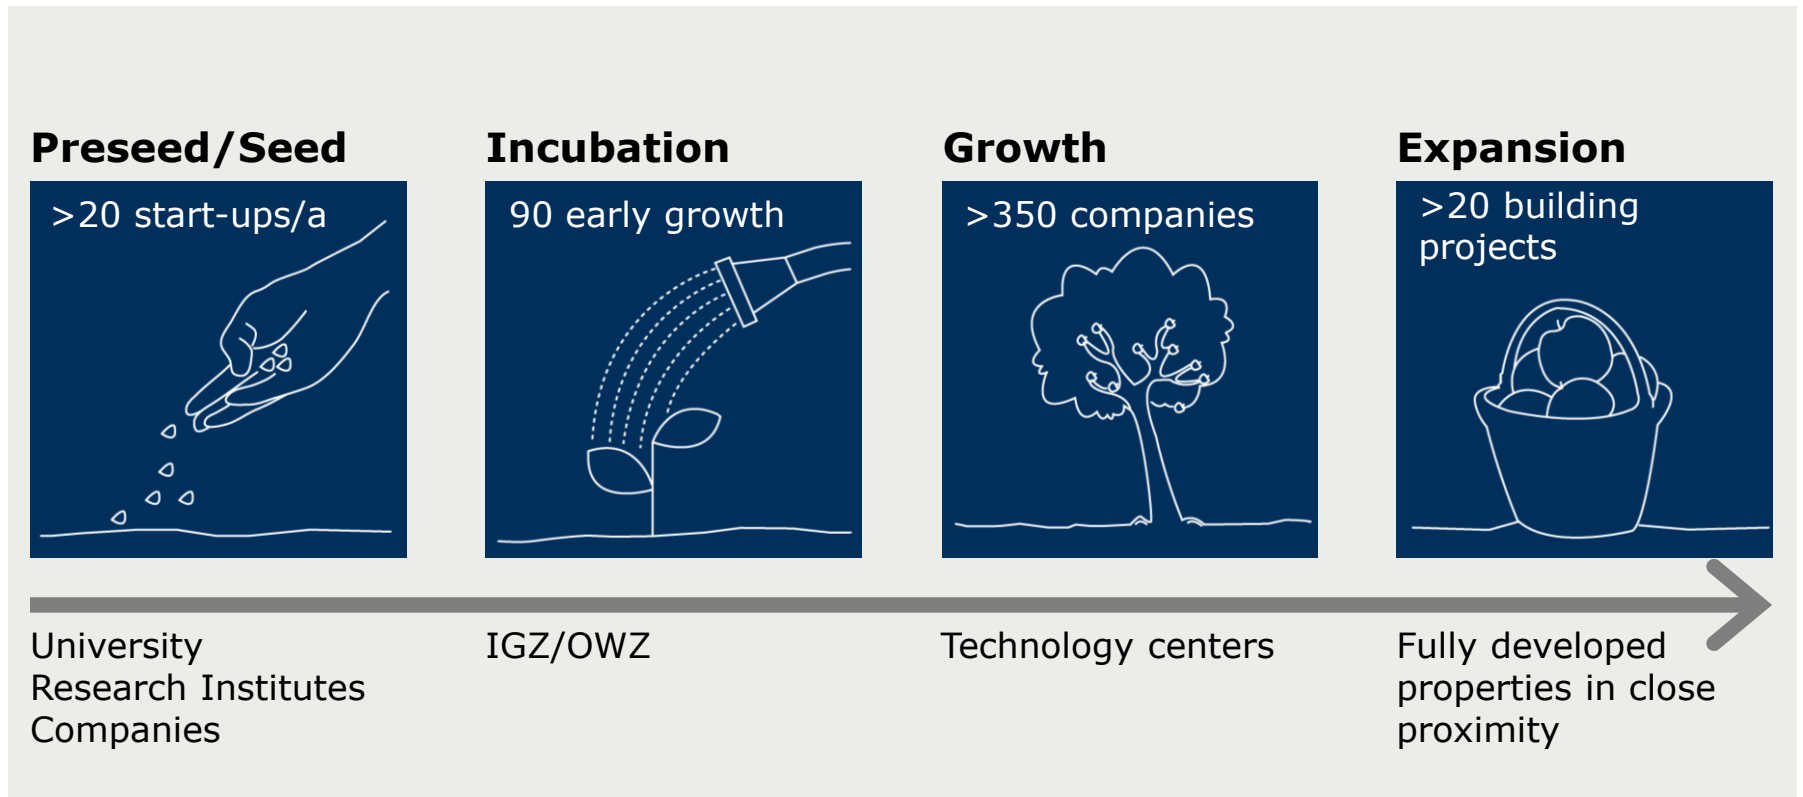 Preseed/Seed
>20 start-ups/a
University
Research Institutes
Companies
Incubation
90 early growth
IGZ/OWZ
Growth
>350 companies
Technology centers
Expansion
>20 building
projects
Fully developed
properties in close
proximity